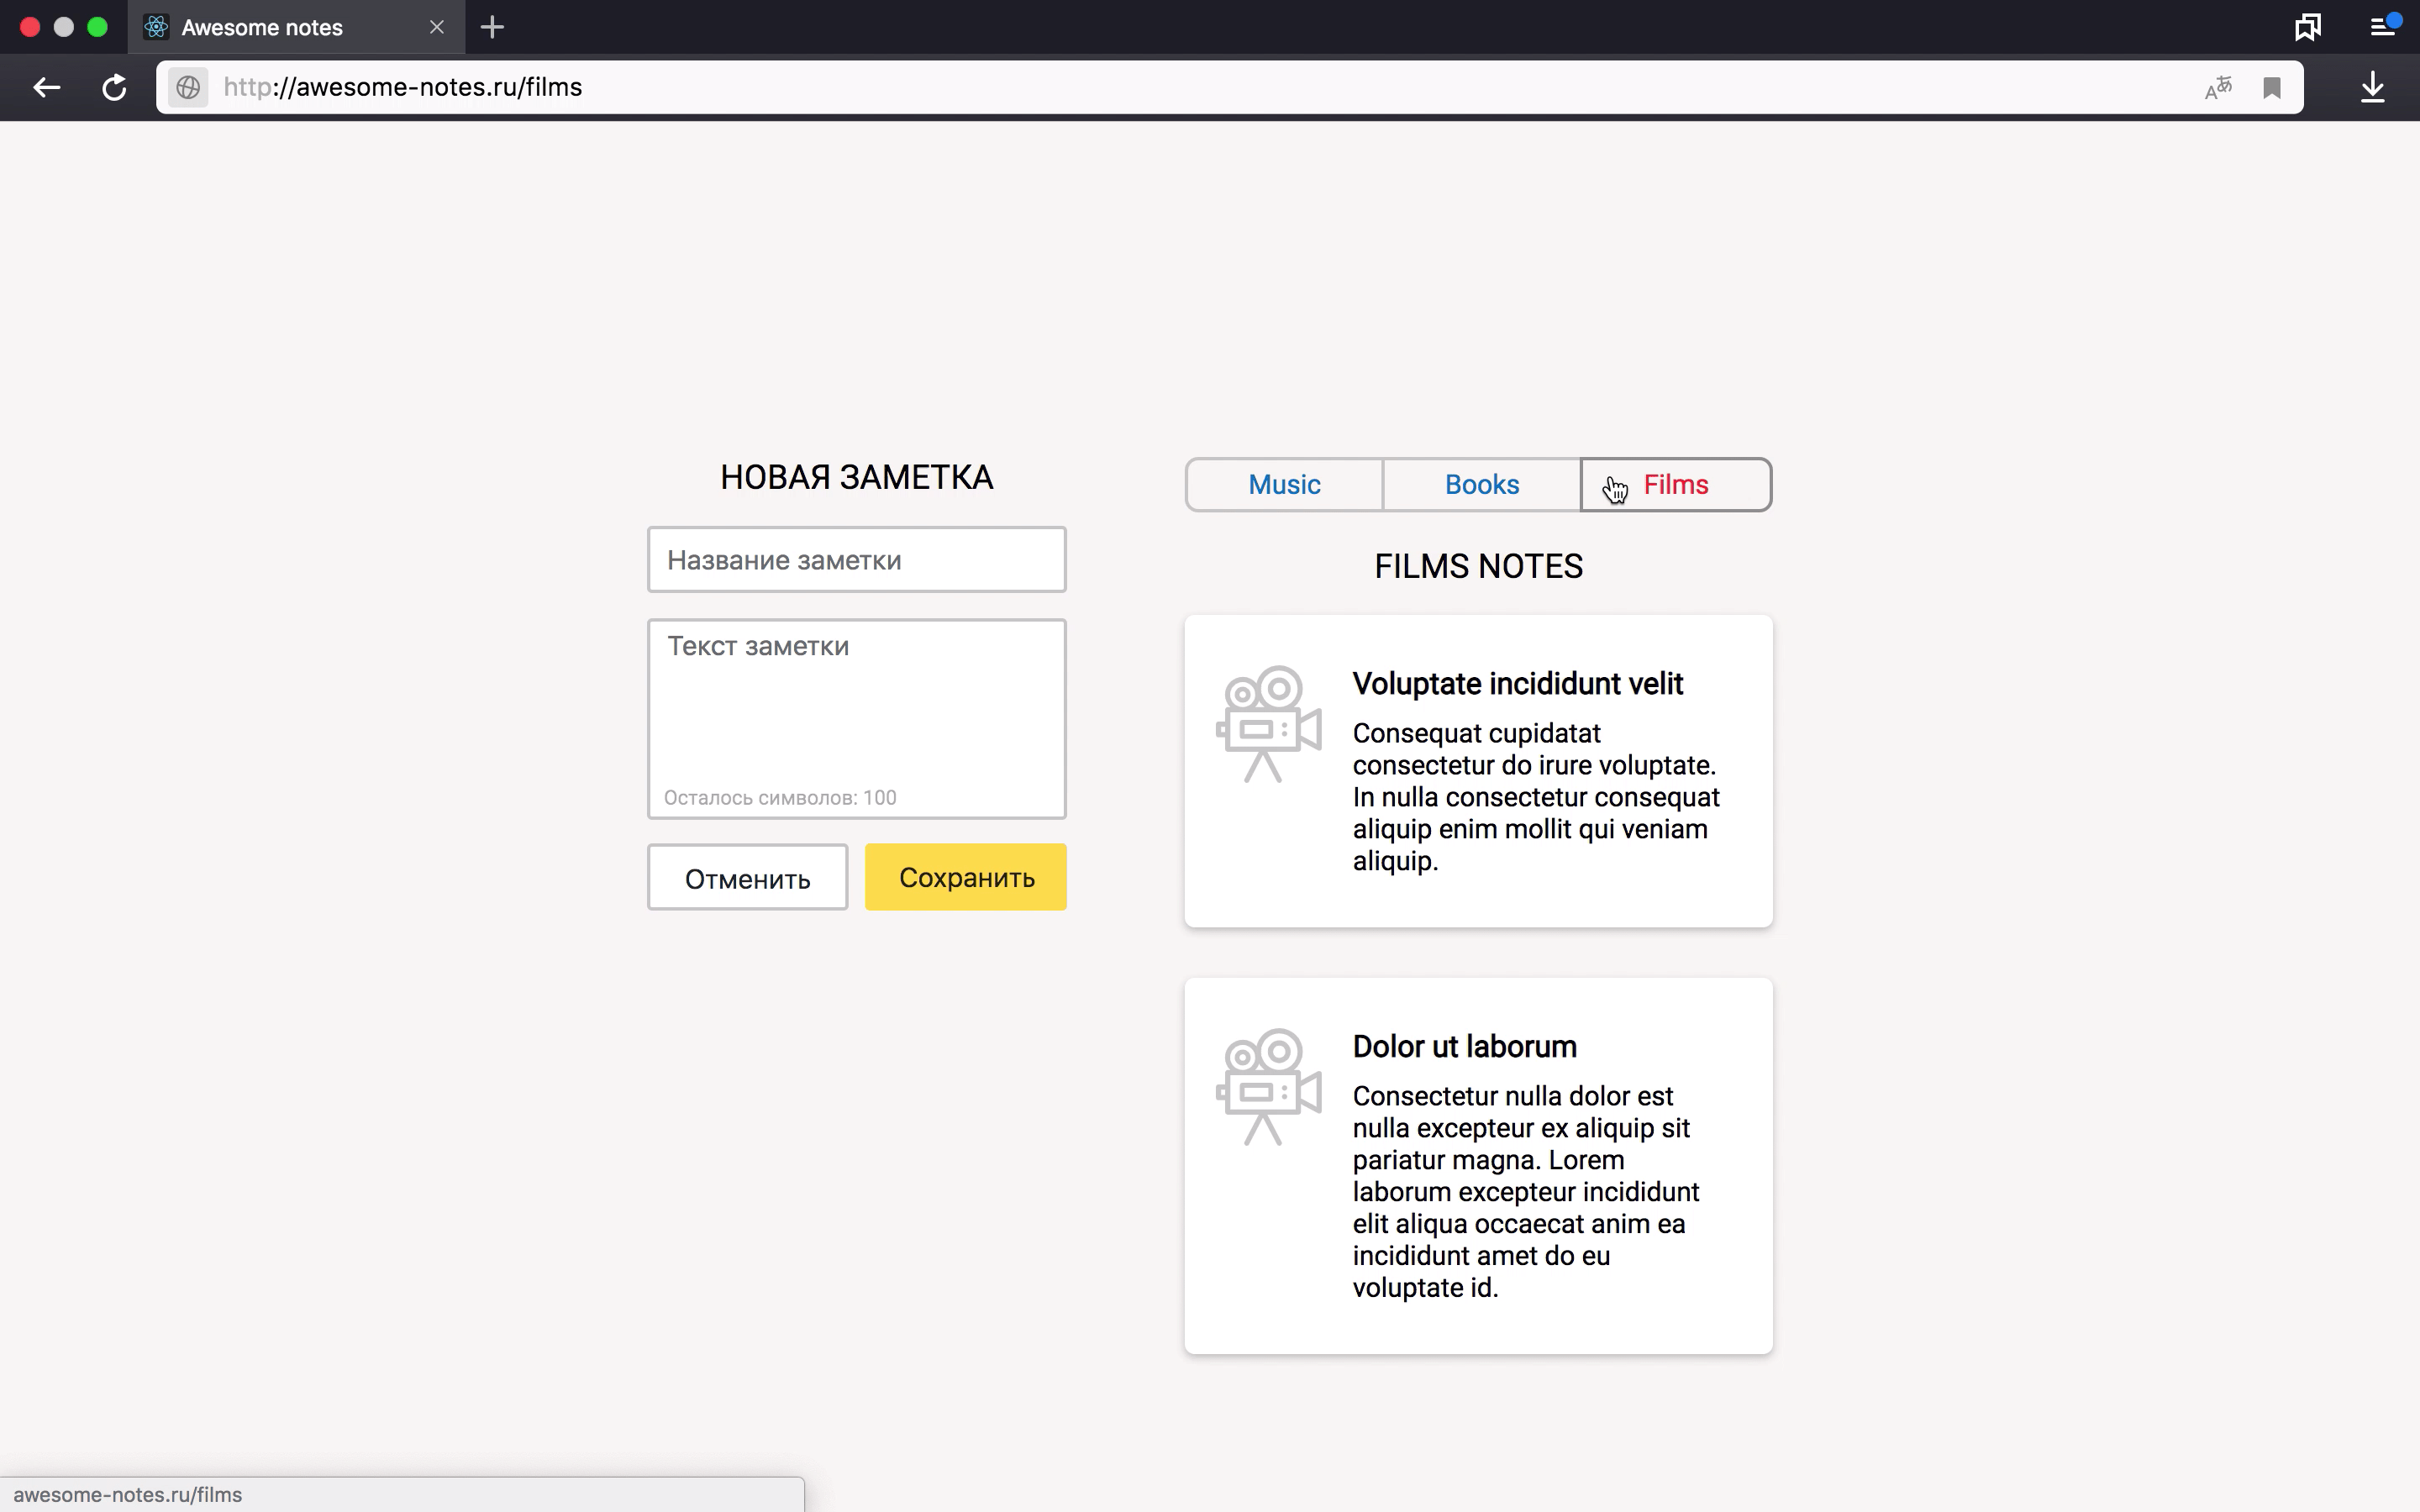 Awesome notes
http://awesome-notes.ru/films
НОВАЯ ЗАМЕТКА
Название заметки
Текст заметки
Осталось символов: 100
Отменить
Сохранить
Music
Books
Films
FILMS NOTES
Voluptate incididunt velit
Consequat cupidatat
consectetur do irure voluptate.
In nulla consectetur consequat
aliquip enim mollit qui veniam
aliquip.
Dolor ut laborum
Consectetur nulla dolor est
nulla excepteur ex aliquip sit
pariatur magna. Lorem
laborum excepteur incididunt
elit aliqua occaecat anim ea
incididunt amet do eu
voluptate id.
awesome-notes.ru/films